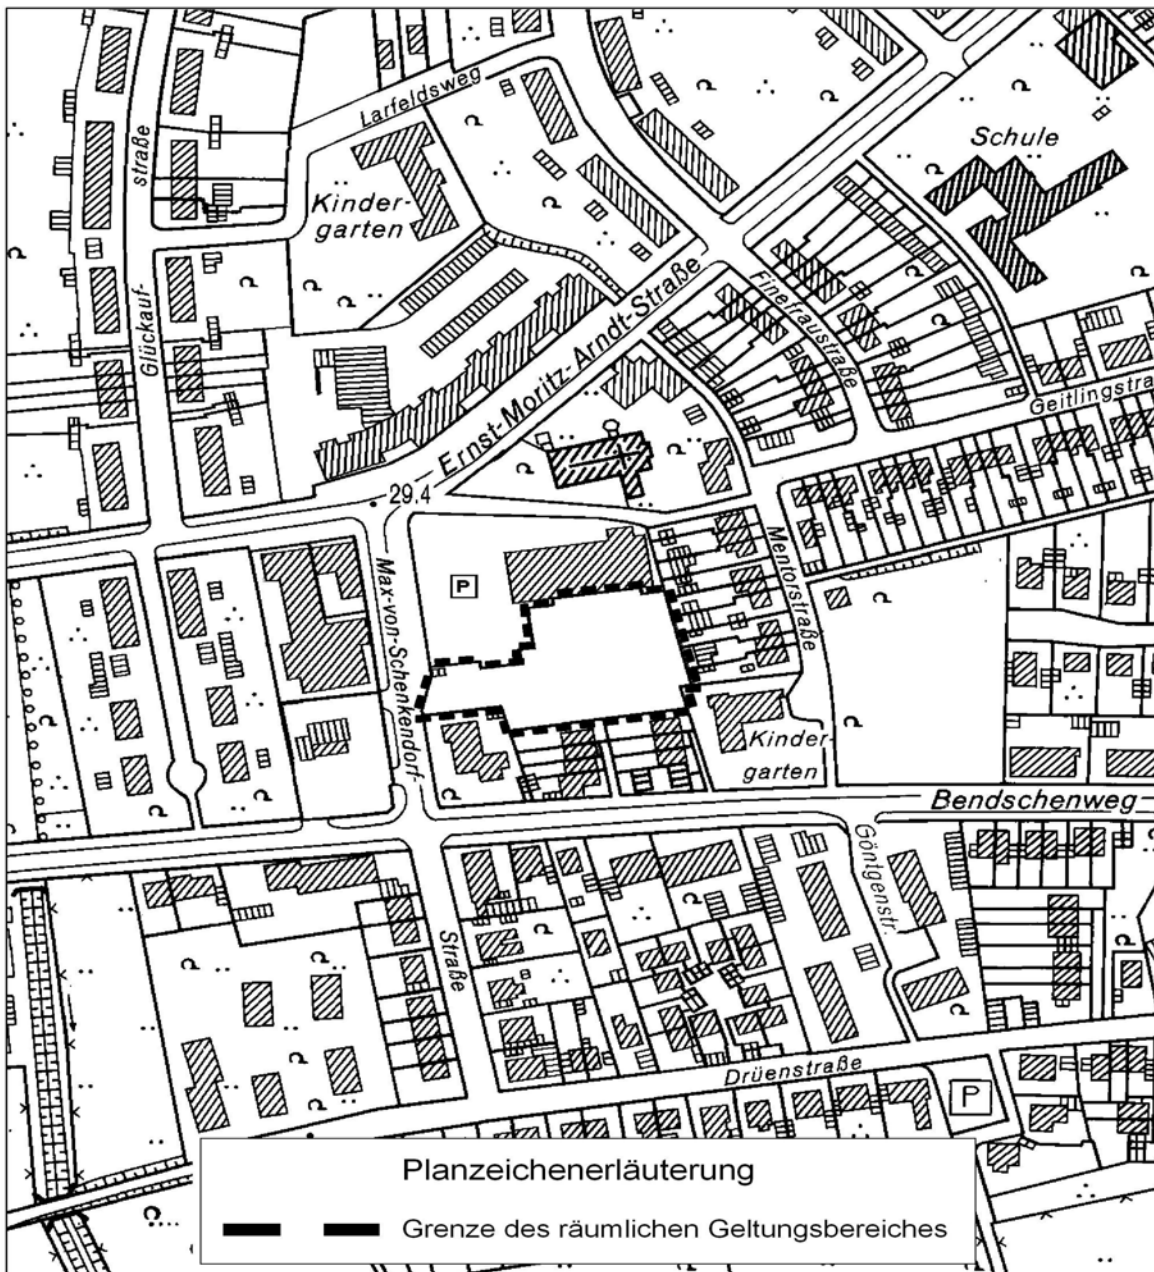 Larfeldsweg
straße
Schule
Kinder-
garten
Glückauf-
Ernst-Moritz-Arndt-Straße
Finefraustraße
Geitlingstra
29.4
Max-von-Schenkendorf-
P
Mentorstraße
Kinder-
garten
Bendschenweg
Göntgenstr.
Straße
Drüenstraße
P
Planzeichenerläuterung
Grenze des räumlichen Geltungsbereiches